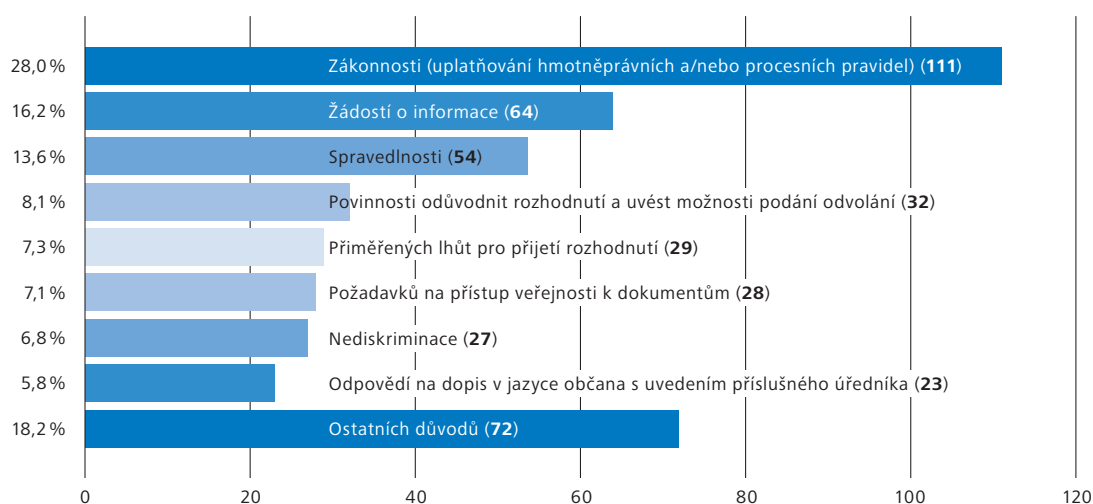 28,0 % Zákonnosti (uplatňování hmotněprávních a/nebo procesních pravidel) (111)
16,2 % Žádostí o informace (64)
13,6 % Spravedlnosti (54)
8,1 % Povinnosti odůvodnit rozhodnutí a uvést možnosti podání odvolání (32)
7,3 % Přiměřených lhůt pro přijetí rozhodnutí (29)
7,1 % Požadavků na přístup veřejnosti k dokumentům (28)
6,8 % Nediskriminace (27)
5,8 % Odpovědí na dopis v jazyce občana s uvedením příslušného úředníka (23)
18,2 % Ostatních důvodů (72)
0 20 40 60 80 100 120